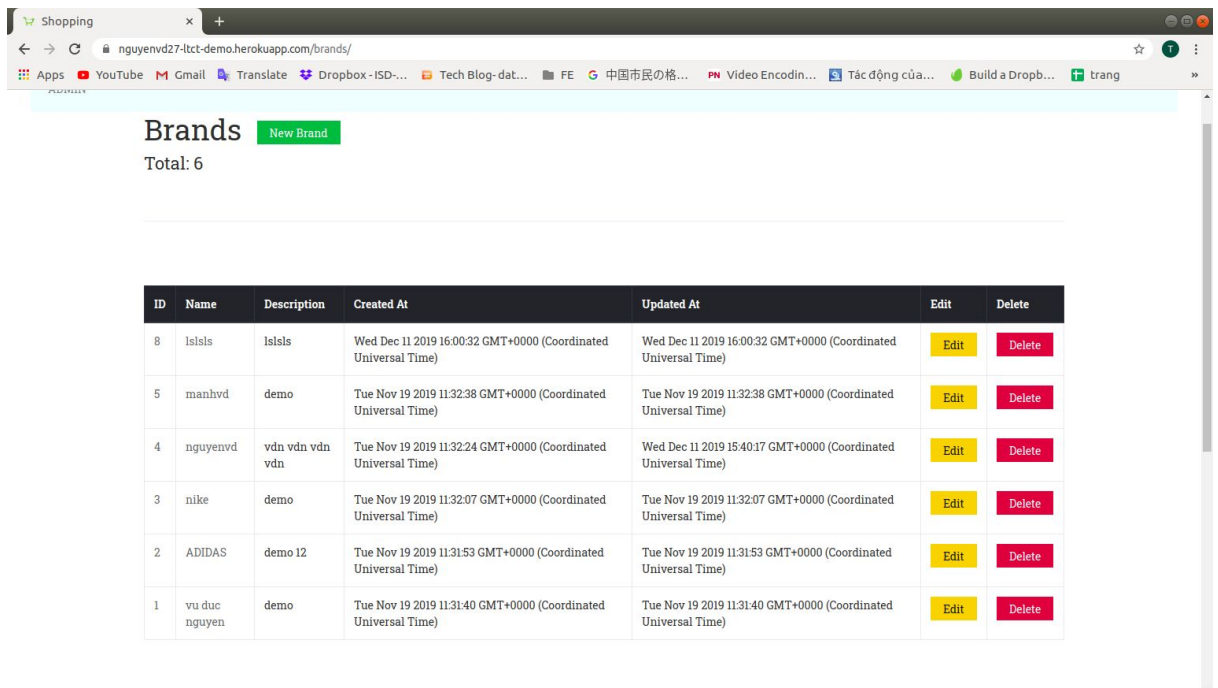 Shopping
nguyenvd27-ltct-demo.herokuapp.com/brands/
T
Apps YouTube Gmail Translate Dropbox - ISD-... Tech Blog- dat... FE 中国市民の格... PN Video Encodin... Tác động của... Build a Dropb... trang »
ADMIN
Brands New Brand
Total: 6
ID Name Description Created At Updated At Edit Delete
8 lslsls lslsls Wed Dec 11 2019 16:00:32 GMT+0000 (Coordinated Wed Dec 11 2019 16:00:32 GMT+0000 (Coordinated Edit Delete
Universal Time) Universal Time)
5 manhvd demo Tue Nov 19 2019 11:32:38 GMT+0000 (Coordinated Tue Nov 19 2019 11:32:38 GMT+0000 (Coordinated Edit Delete
Universal Time) Universal Time)
4 nguyenvd vdn vdn vdn Tue Nov 19 2019 11:32:24 GMT+0000 (Coordinated Wed Dec 11 2019 15:40:17 GMT+0000 (Coordinated Edit Delete
vdn Universal Time) Universal Time)
3 nike demo Tue Nov 19 2019 11:32:07 GMT+0000 (Coordinated Tue Nov 19 2019 11:32:07 GMT+0000 (Coordinated Edit Delete
Universal Time) Universal Time)
2 ADIDAS demo 12 Tue Nov 19 2019 11:31:53 GMT+0000 (Coordinated Tue Nov 19 2019 11:31:53 GMT+0000 (Coordinated Edit Delete
Universal Time) Universal Time)
1 vu duc demo Tue Nov 19 2019 11:31:40 GMT+0000 (Coordinated Tue Nov 19 2019 11:31:40 GMT+0000 (Coordinated Edit Delete
nguyen Universal Time) Universal Time)